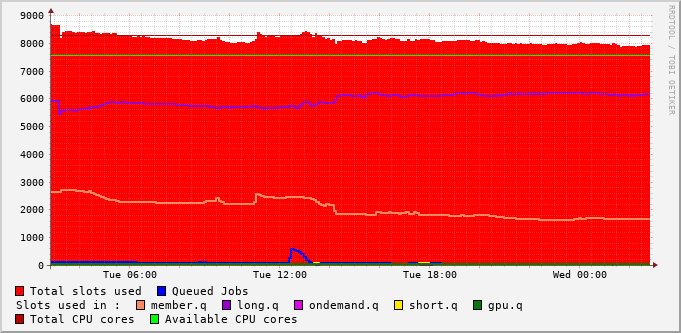 9000
8000
7000
6000
5000
4000
3000
2000
1000
0
Tue 06:00 Tue 12:00 Tue 18:00 Wed 00:00
RRDTOOL / TOBI OETIKER
Total slots used Queued Jobs
Slots used in : member.q long.q ondemand.q short.q gpu.q
Total CPU cores Available CPU cores